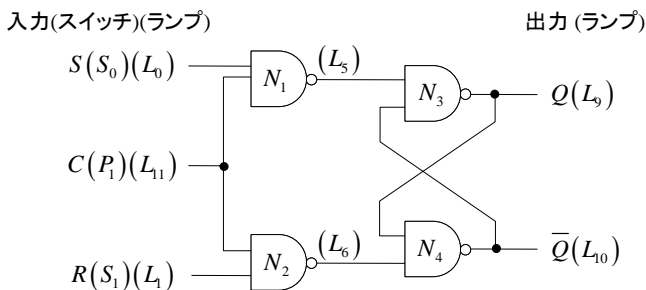 入力(スイッチ)(ランプ)
出力 (ランプ)
S(S₀)(L₀)
N₁
(L₅)
N₃
Q(L₉)
C(P₁)(L₁₁)
R(S₁)(L₁)
N₂
(L₆)
N₄
Q̅(L₁₀)